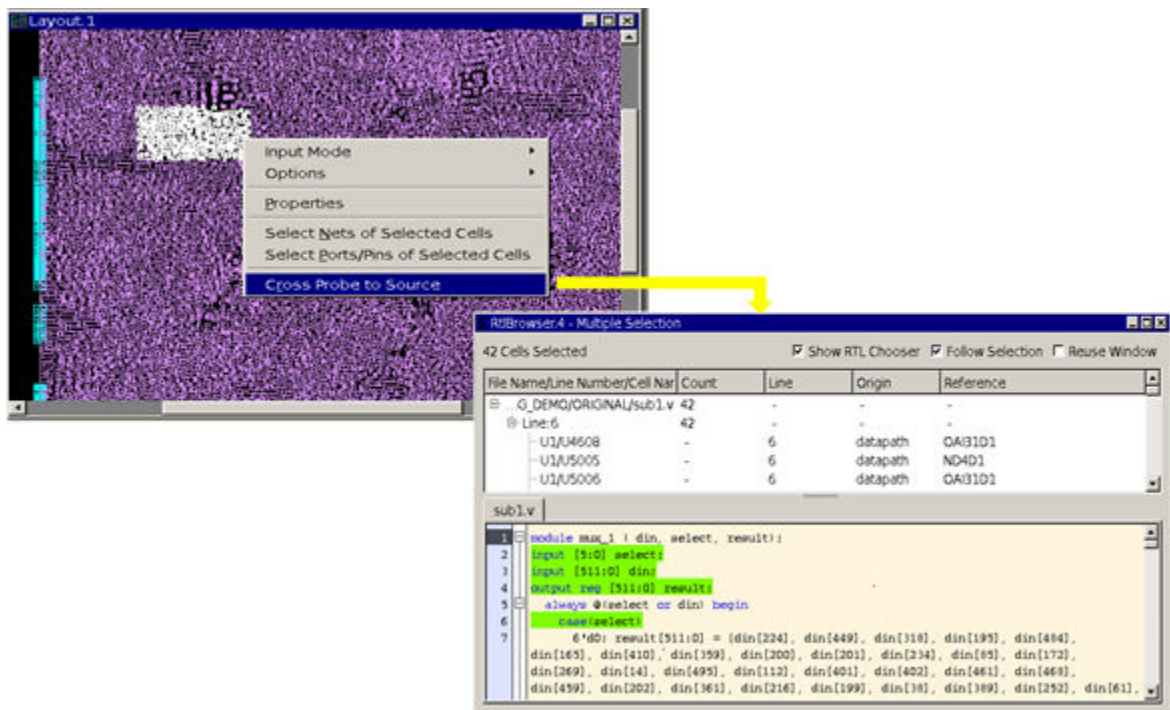 Layout.1
Input Mode
Options
Properties
Select Nets of Selected Cells
Select Ports/Pins of Selected Cells
Cross Probe to Source
RtlBrowser.4 - Multiple Selection
42 Cells Selected Show RTL Chooser Follow Selection Reuse Window
File Name/Line Number/Cell Nar Count Line Origin Reference
...G_DEMO/ORIGINAL/sub1.v 42 - - -
Line:6 42 - - -
U1/U4608 - 6 datapath OAI31D1
U1/U5005 - 6 datapath ND4D1
U1/U5006 - 6 datapath OAI31D1
sub1.v
1 module mux_1 ( din, select, result);
2 input [5:0] select;
3 input [511:0] din;
4 output reg [511:0] result;
5 always @(select or din) begin
6 case(select)
7 6'd0: result[511:0] = {din[224], din[449], din[318], din[195], din[484],
din[165], din[410], din[359], din[200], din[201], din[234], din[85], din[172],
din[269], din[14], din[495], din[112], din[401], din[402], din[461], din[468],
din[459], din[202], din[361], din[216], din[199], din[38], din[389], din[252], din[61],